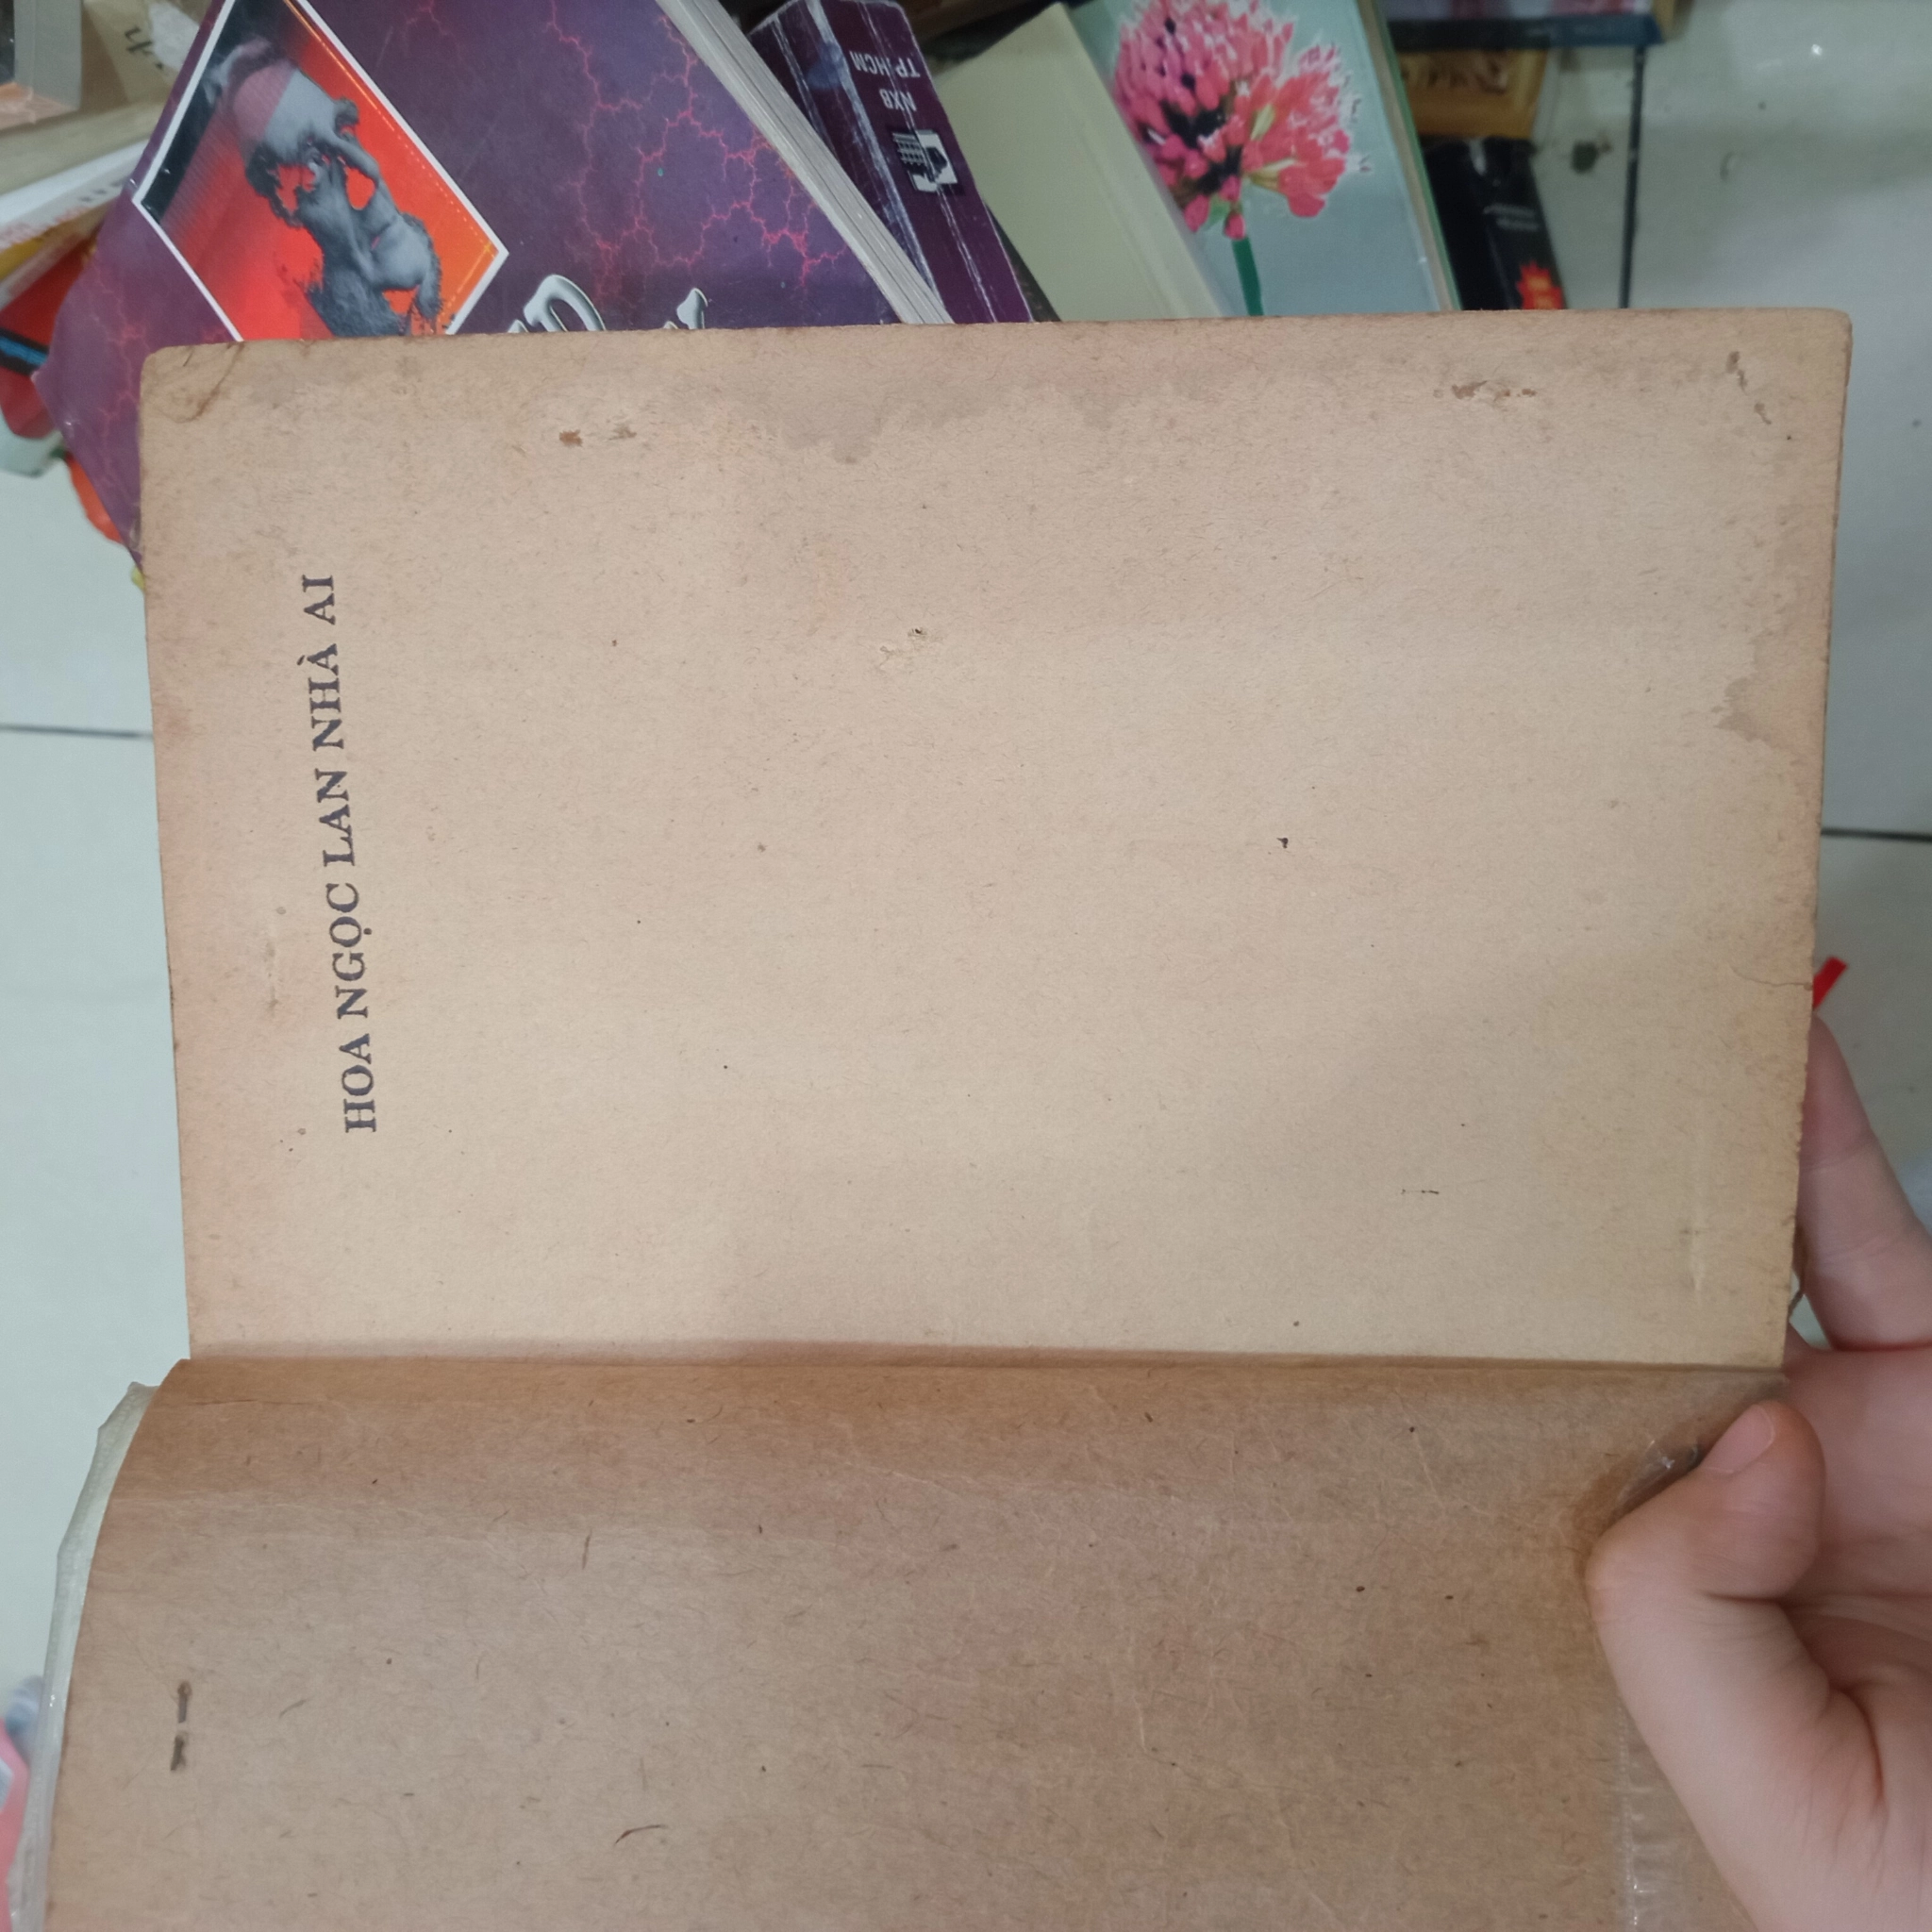 HOA NGỌC LAN NHÀ AI
NXB
TP.HCM